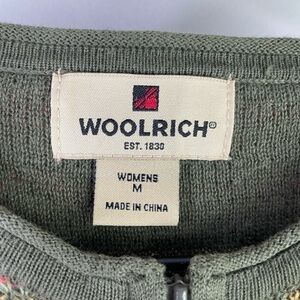 WOOLRICH®
EST. 1830
WOMENS
M
MADE IN CHINA